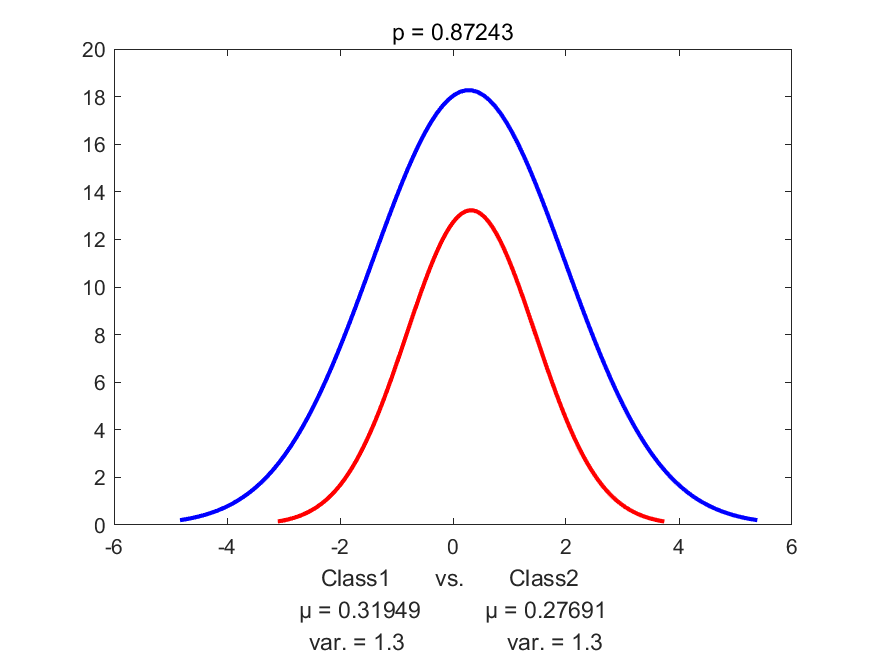 p = 0.87243
20
18
16
14
12
10
8
6
4
2
0
-6 -4 -2 0 2 4 6
Class1 vs. Class2
μ = 0.31949 μ = 0.27691
var. = 1.3 var. = 1.3